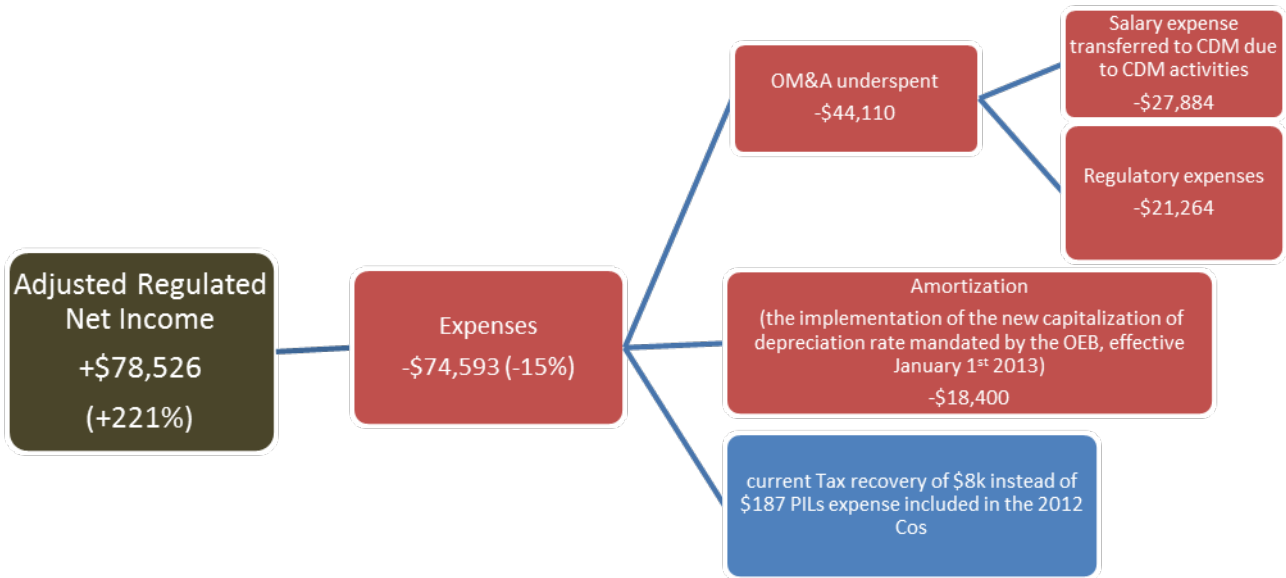 Adjusted Regulated
Net Income
+$78,526
(+221%)
Expenses
-$74,593 (-15%)
OM&A underspent
-$44,110
Salary expense
transferred to CDM due
to CDM activities
-$27,884
Regulatory expenses
-$21,264
Amortization
(the implementation of the new capitalization of
depreciation rate mandated by the OEB, effective
January 1st 2013)
-$18,400
current Tax recovery of $8k instead of
$187 PILs expense included in the 2012
Cos